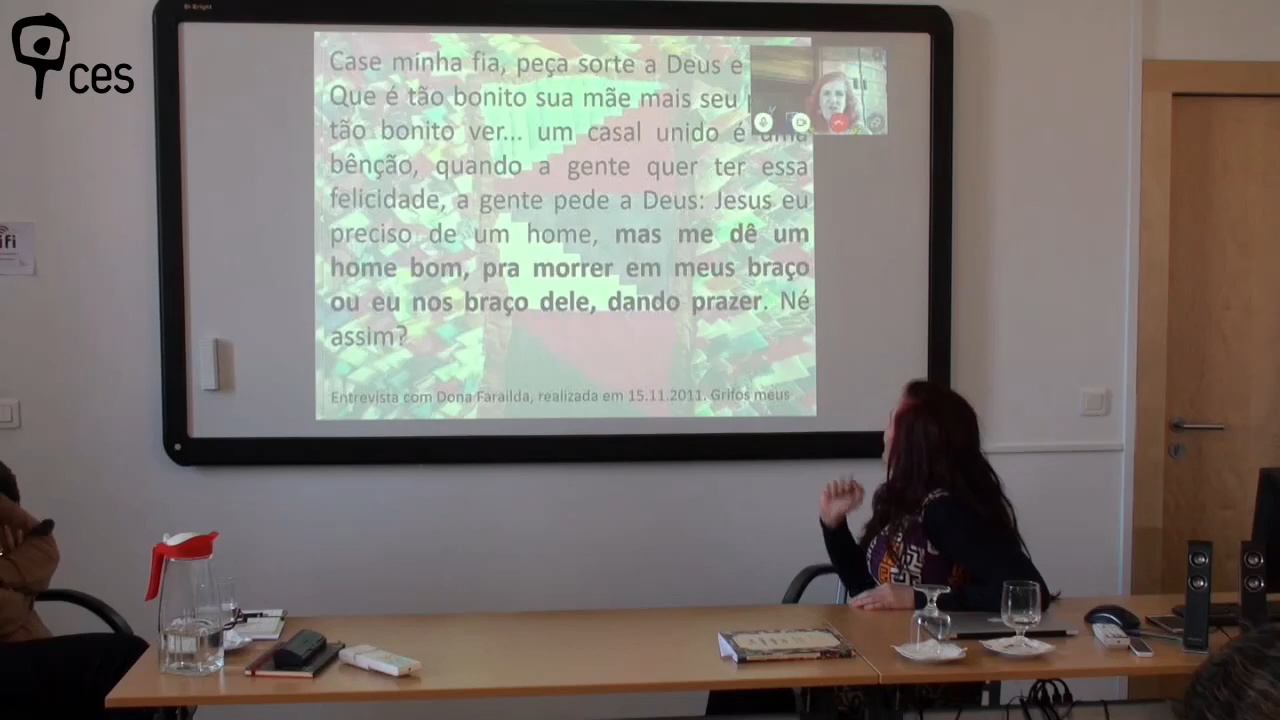 Bright
ces
Case minha fia, peça sorte a Deus e
Que é tão bonito sua mãe mais seu
tão bonito ver... um casal unido é uma
bênção, quando a gente quer ter essa
felicidade, a gente pede a Deus: Jesus eu
preciso de um home, mas me dê um
home bom, pra morrer em meus braço
ou eu nos braço dele, dando prazer. Né
assim?
Entrevista com Dona Farailda, realizada em 15.11.2011. Grifos meus
ifi